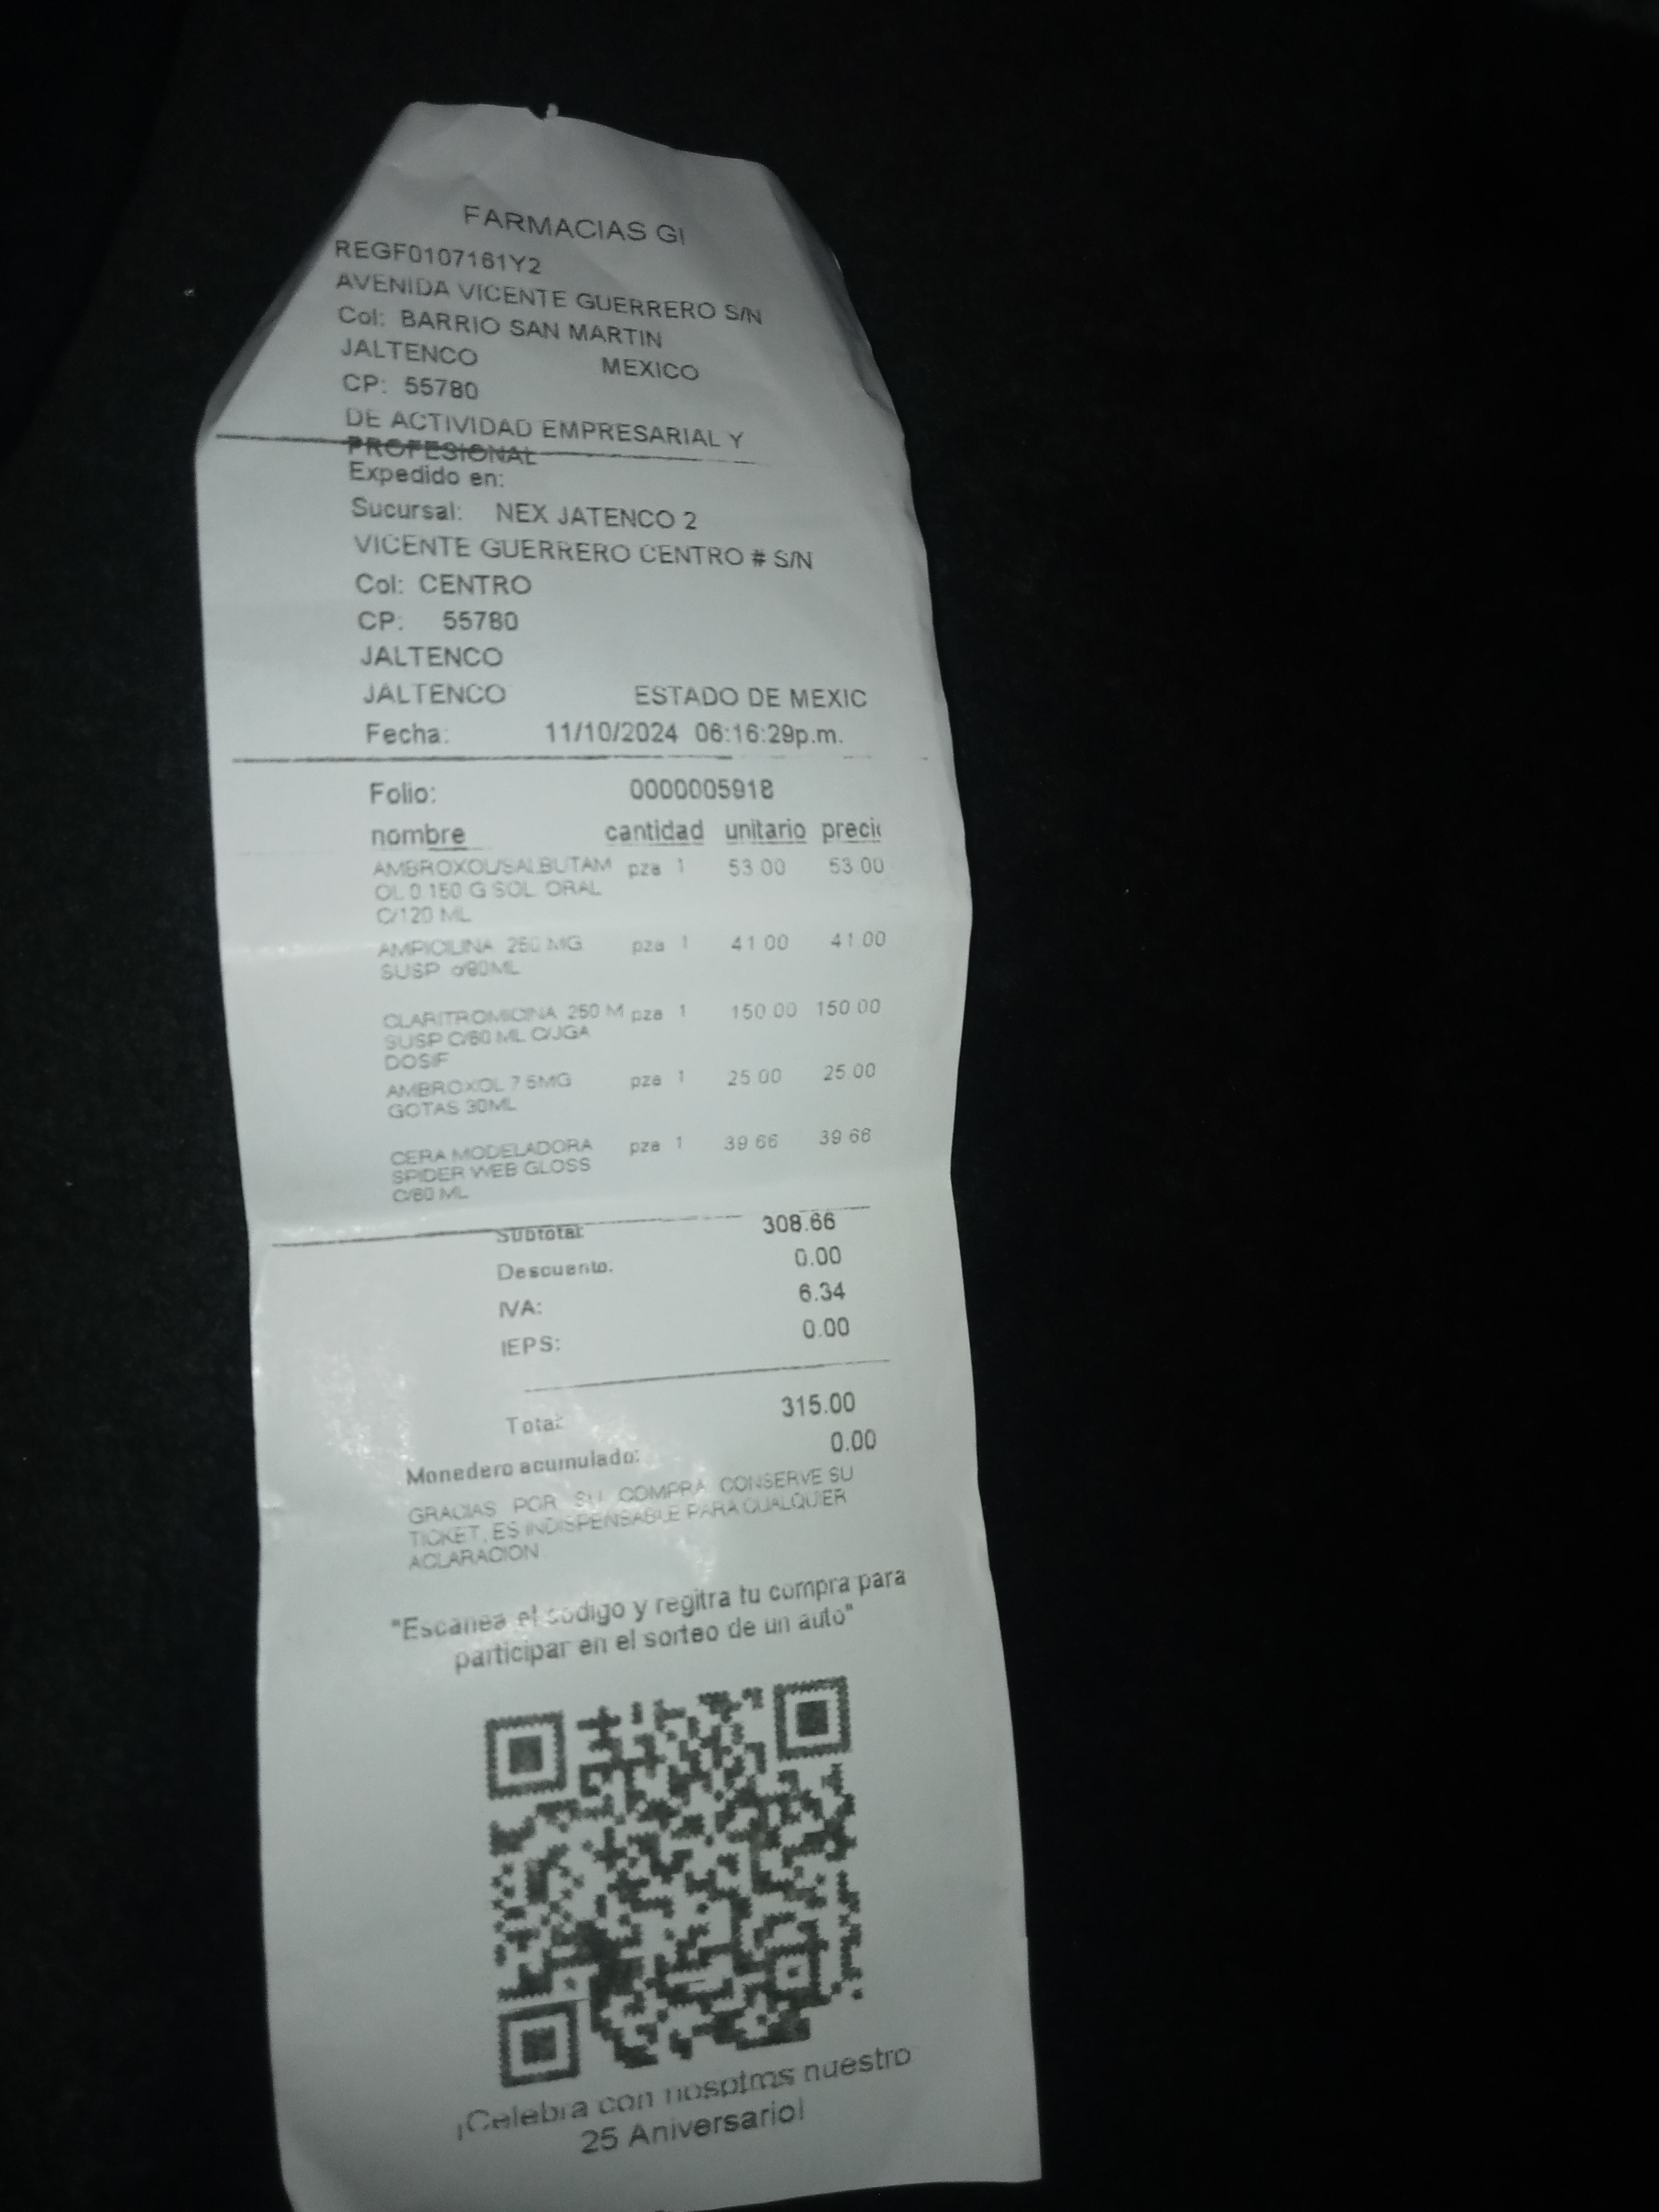 FARMACIAS GI
REGF0107161Y2
AVENIDA VICENTE GUERRERO S/N
Col: BARRIO SAN MARTIN
JALTENCO MEXICO
CP: 55780
DE ACTIVIDAD EMPRESARIAL Y
PROFESIONAL
Expedido en:
Sucursal: NEX JATENCO 2
VICENTE GUERRERO CENTRO # S/N
Col: CENTRO
CP: 55780
JALTENCO
JALTENCO ESTADO DE MEXIC
Fecha: 11/10/2024 06:16:29p.m.
Folio: 0000005918
nombre cantidad unitario preci
AMBROXOL/SALBUTAM pza 1 53.00 53.00
OL 0.150 G SOL. ORAL
C/120 ML
AMPICILINA 250 MG pza 1 41.00 41.00
SUSP c/90ML
CLARITROMICINA 250 M pza 1 150.00 150.00
SUSP C/60 ML C/JGA
DOSIF
AMBROXOL 7.5MG pza 1 25.00 25.00
GOTAS 30ML
CERA MODELADORA pza 1 39.66 39.66
SPIDER WEB GLOSS
C/60 ML
Subtotal: 308.66
Descuento: 0.00
IVA: 6.34
IEPS: 0.00
Total: 315.00
Monedero acumulado: 0.00
GRACIAS POR SU COMPRA CONSERVE SU
TICKET, ES INDISPENSABLE PARA CUALQUIER
ACLARACION
"Escanea el sodigo y regitra tu compra para
participar en el sorteo de un auto"
¡Celebra con nosotros nuestro
25 Aniversario!